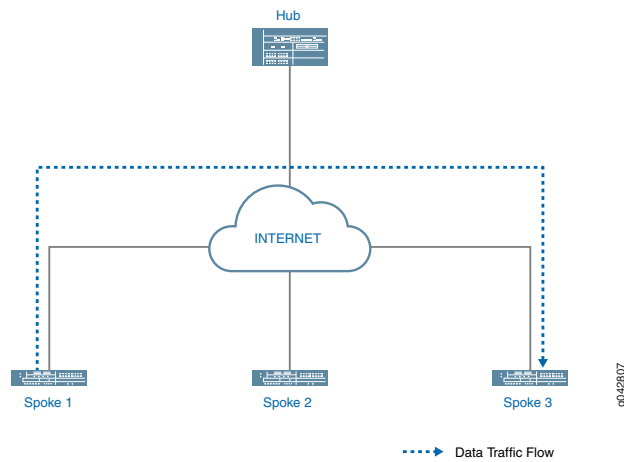 Hub
INTERNET
Spoke 1
Spoke 2
Spoke 3
g042807
Data Traffic Flow